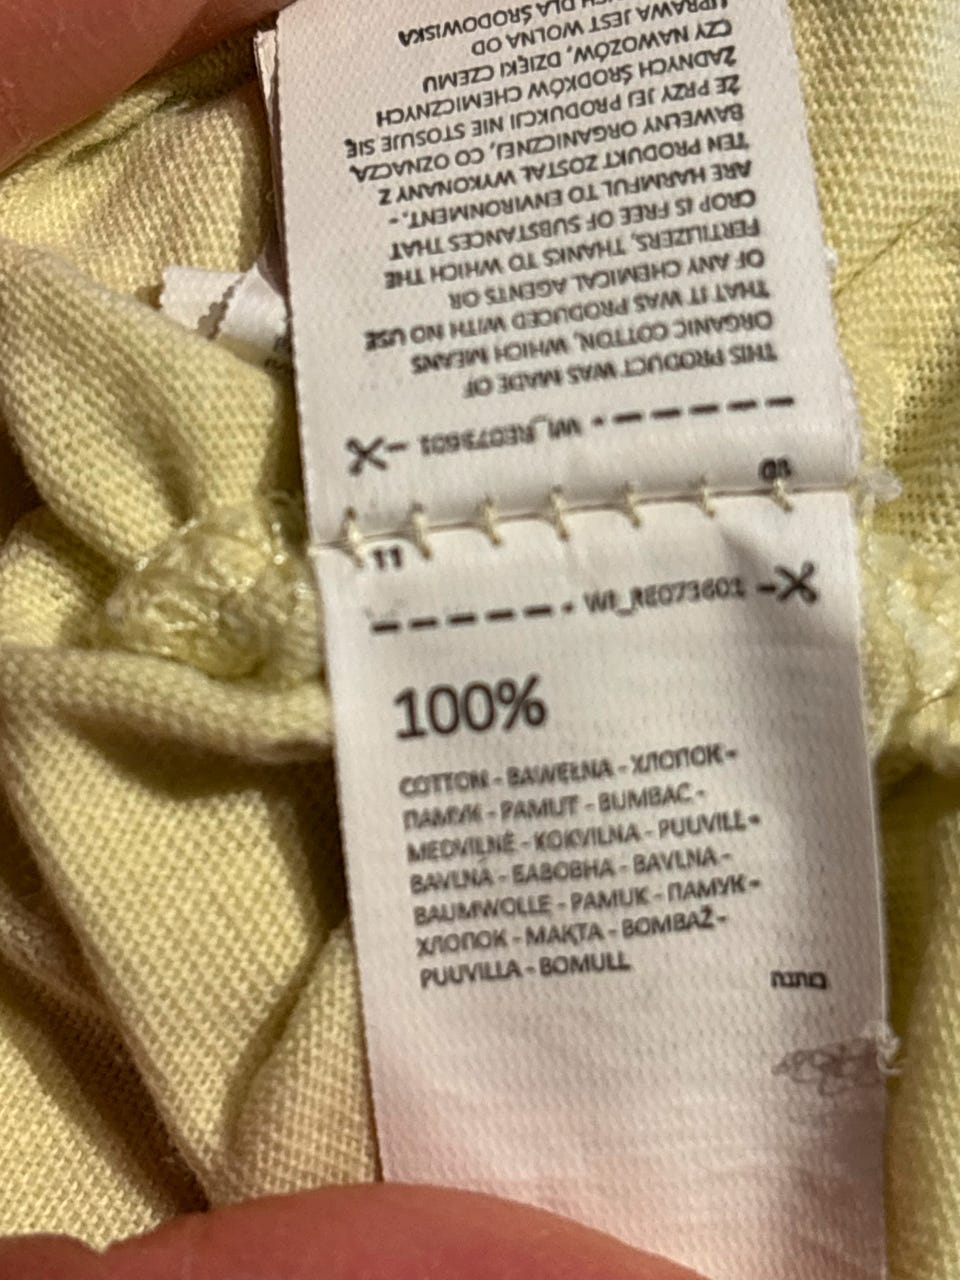 10
WI_RE073601
THIS PRODUCT WAS MADE OF
ORGANIC COTTON, WHICH MEANS
THAT IT WAS PRODUCED WITH NO USE
OF ANY CHEMICAL AGENTS OR
FERTILIZERS, THANKS TO WHICH THE
CROP IS FREE OF SUBSTANCES THAT
ARE HARMFUL TO ENVIRONMENT. -
TEN PRODUKT ZOSTAŁ WYKONANY Z
BAWEŁNY ORGANICZNEJ, CO OZNACZA,
ŻE PRZY JEJ PRODUKCJI NIE STOSUJE SIĘ
ŻADNYCH ŚRODKÓW CHEMICZNYCH
CZY NAWOZÓW, DZIĘKI CZEMU
UPRAWA JEST WOLNA OD
DLA ŚRODOWISKA
11
WI_RE073601
100%
COTTON - BAWEŁNA - ХЛОПОК -
ПАМУК - PAMUT - BUMBAC -
MEDVILNĖ - KOKVILNA - PUUVILL -
BAVLNÁ - БАВОВНА - BAVLNA -
BAUMWOLLE - PAMUK - ПАМУК -
ХЛОПОК - МАҚТА - BOMBAŽ -
PUUVILLA - BOMULL
כותנה